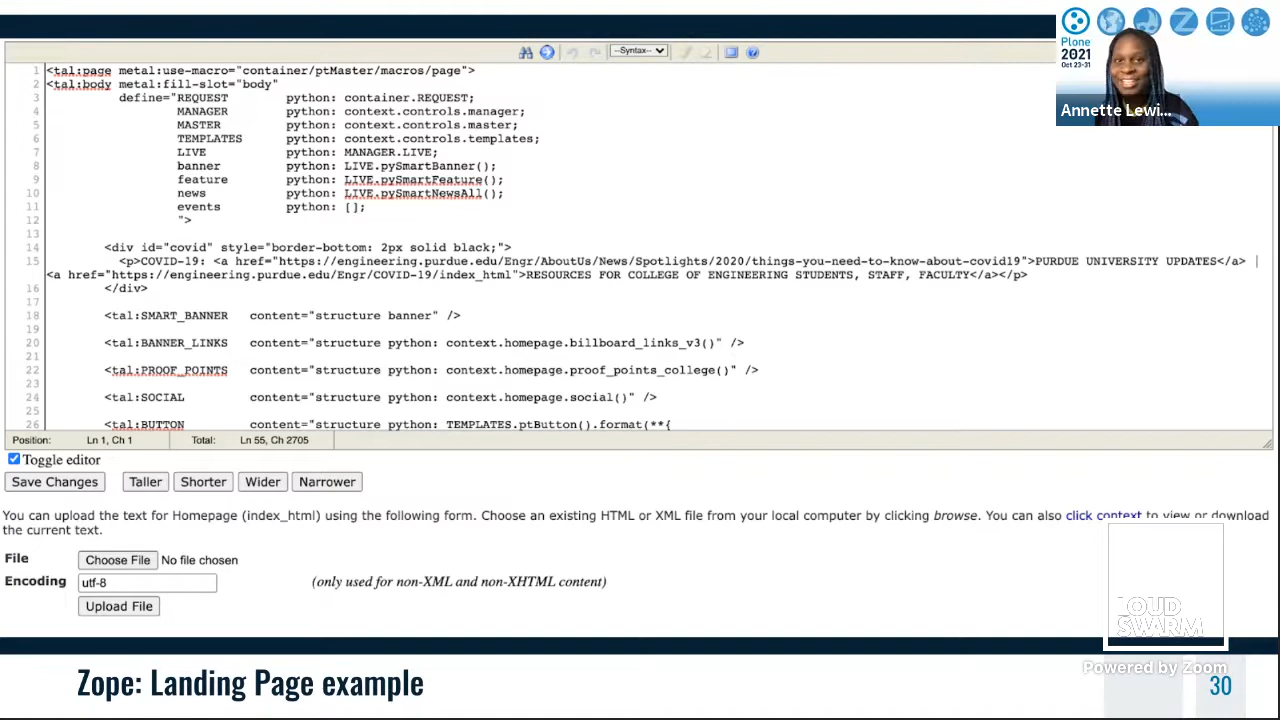 Plone
2021
Oct 23-31
Annette Lewi...
--Syntax--
1 <tal:page metal:use-macro="container/ptMaster/macros/page">
2 <tal:body metal:fill-slot="body"
3 define="REQUEST python: container.REQUEST;
4 MANAGER python: context.controls.manager;
5 MASTER python: context.controls.master;
6 TEMPLATES python: context.controls.templates;
7 LIVE python: MANAGER.LIVE;
8 banner python: LIVE.pySmartBanner();
9 feature python: LIVE.pySmartFeature();
10 news python: LIVE.pySmartNewsAll();
11 events python: [];
12 ">
13
14 <div id="covid" style="border-bottom: 2px solid black;">
15 <p>COVID-19: <a href="https://engineering.purdue.edu/Engr/AboutUs/News/Spotlights/2020/things-you-need-to-know-about-covid19">PURDUE UNIVERSITY UPDATES</a> |
<a href="https://engineering.purdue.edu/Engr/COVID-19/index_html">RESOURCES FOR COLLEGE OF ENGINEERING STUDENTS, STAFF, FACULTY</a></p>
16 </div>
17
18 <tal:SMART_BANNER content="structure banner" />
19
20 <tal:BANNER_LINKS content="structure python: context.homepage.billboard_links_v3()" />
21
22 <tal:PROOF_POINTS content="structure python: context.homepage.proof_points_college()" />
23
24 <tal:SOCIAL content="structure python: context.homepage.social()" />
25
26 <tal:BUTTON content="structure python: TEMPLATES.ptButton().format(**{
Position: Ln 1, Ch 1 Total: Ln 55, Ch 2705
Toggle editor
Save Changes Taller Shorter Wider Narrower
You can upload the text for Homepage (index_html) using the following form. Choose an existing HTML or XML file from your local computer by clicking browse. You can also click context to view or download
the current text.
File Choose File No file chosen
Encoding utf-8 (only used for non-XML and non-XHTML content)
Upload File
LOUD
SWARM
Powered by Zoom
Zope: Landing Page example
30